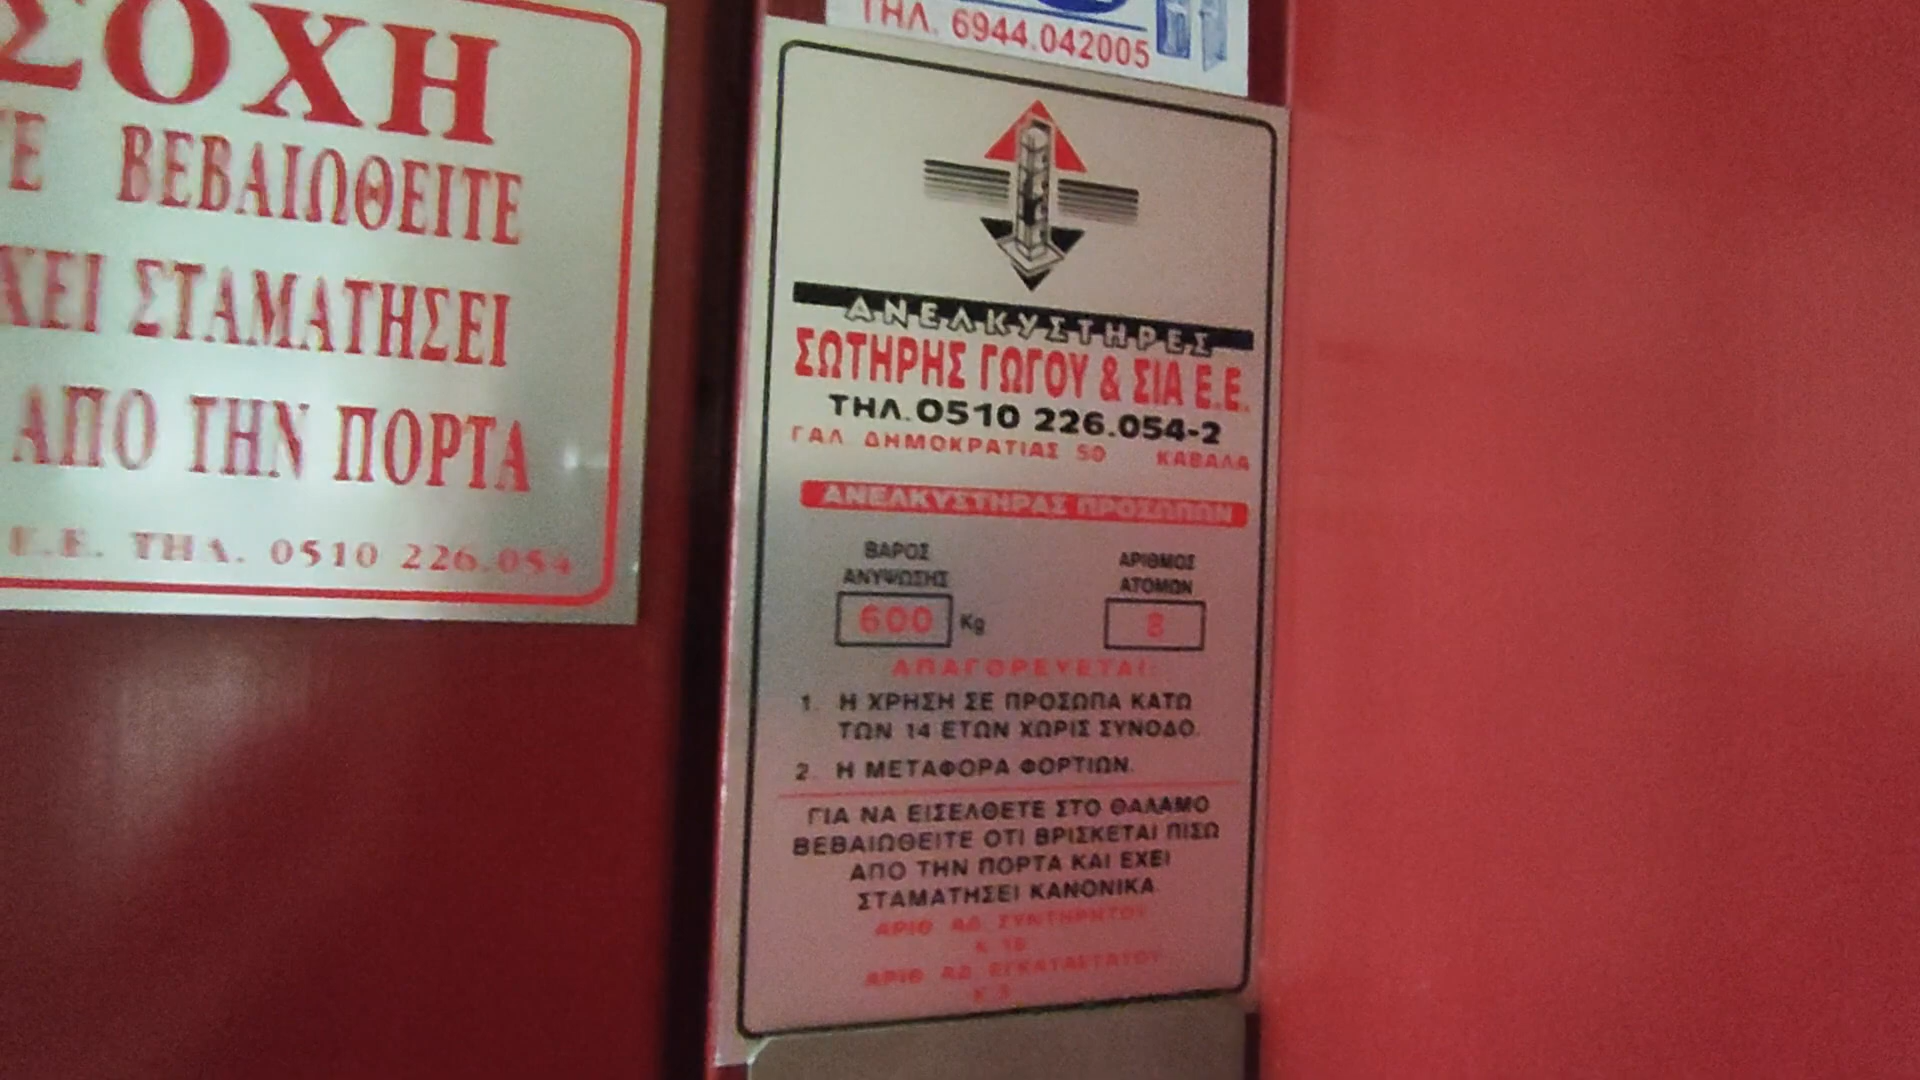 ΣΟΧΗ
ΤΕ ΒΕΒΑΙΩΘΕΙΤΕ
ΧΕΙ ΣΤΑΜΑΤΗΣΕΙ
ΑΠΟ ΤΗΝ ΠΟΡΤΑ
Ε.Ε. ΤΗΛ. 0510 226.054
ΤΗΛ. 6944.042005
ΑΝΕΛΚΥΣΤΗΡΕΣ
ΣΩΤΗΡΗΣ ΓΩΓΟΥ & ΣΙΑ Ε.Ε.
ΤΗΛ.0510 226.054-2
ΓΑΛ ΔΗΜΟΚΡΑΤΙΑΣ 50 ΚΑΒΑΛΑ
ΑΝΕΛΚΥΣΤΗΡΑΣ ΠΡΟΣΩΠΩΝ
ΒΑΡΟΣ
ΑΝΥΨΩΣΗΣ
600 Kg
ΑΡΙΘΜΟΣ
ΑΤΟΜΩΝ
8
ΑΠΑΓΟΡΕΥΕΤΑΙ:
1. Η ΧΡΗΣΗ ΣΕ ΠΡΟΣΩΠΑ ΚΑΤΩ
ΤΩΝ 14 ΕΤΩΝ ΧΩΡΙΣ ΣΥΝΟΔΟ.
2. Η ΜΕΤΑΦΟΡΑ ΦΟΡΤΙΩΝ.
ΓΙΑ ΝΑ ΕΙΣΕΛΘΕΤΕ ΣΤΟ ΘΑΛΑΜΟ
ΒΕΒΑΙΩΘΕΙΤΕ ΟΤΙ ΒΡΙΣΚΕΤΑΙ ΠΙΣΩ
ΑΠΟ ΤΗΝ ΠΟΡΤΑ ΚΑΙ ΕΧΕΙ
ΣΤΑΜΑΤΗΣΕΙ ΚΑΝΟΝΙΚΑ.
ΑΡΙΘ ΑΔ ΣΥΝΤΗΡΗΤΟΥ
ΑΡΙΘ ΑΔ ΕΓΚΑΤΑΣΤΑΤΟΥ